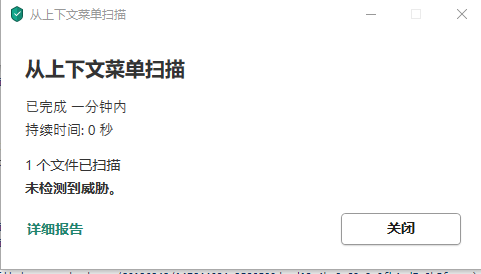 从上下文菜单扫描
从上下文菜单扫描
已完成 一分钟内
持续时间: 0 秒
1 个文件已扫描
未检测到威胁。
详细报告
关闭